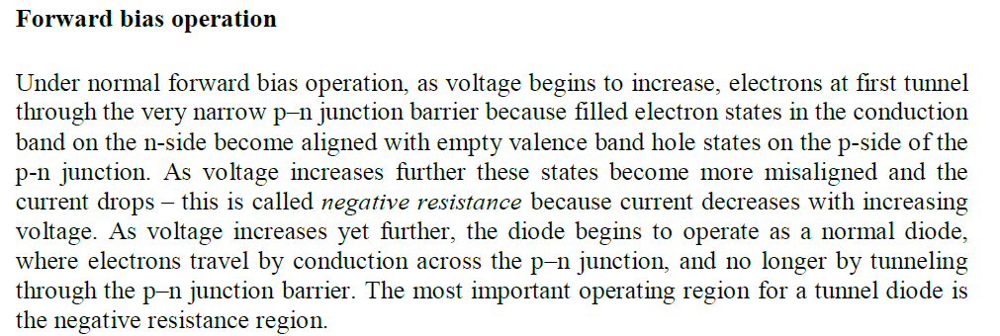 Forward bias operation
Under normal forward bias operation, as voltage begins to increase, electrons at first tunnel
through the very narrow p–n junction barrier because filled electron states in the conduction
band on the n-side become aligned with empty valence band hole states on the p-side of the
p-n junction. As voltage increases further these states become more misaligned and the
current drops – this is called negative resistance because current decreases with increasing
voltage. As voltage increases yet further, the diode begins to operate as a normal diode,
where electrons travel by conduction across the p–n junction, and no longer by tunneling
through the p–n junction barrier. The most important operating region for a tunnel diode is
the negative resistance region.